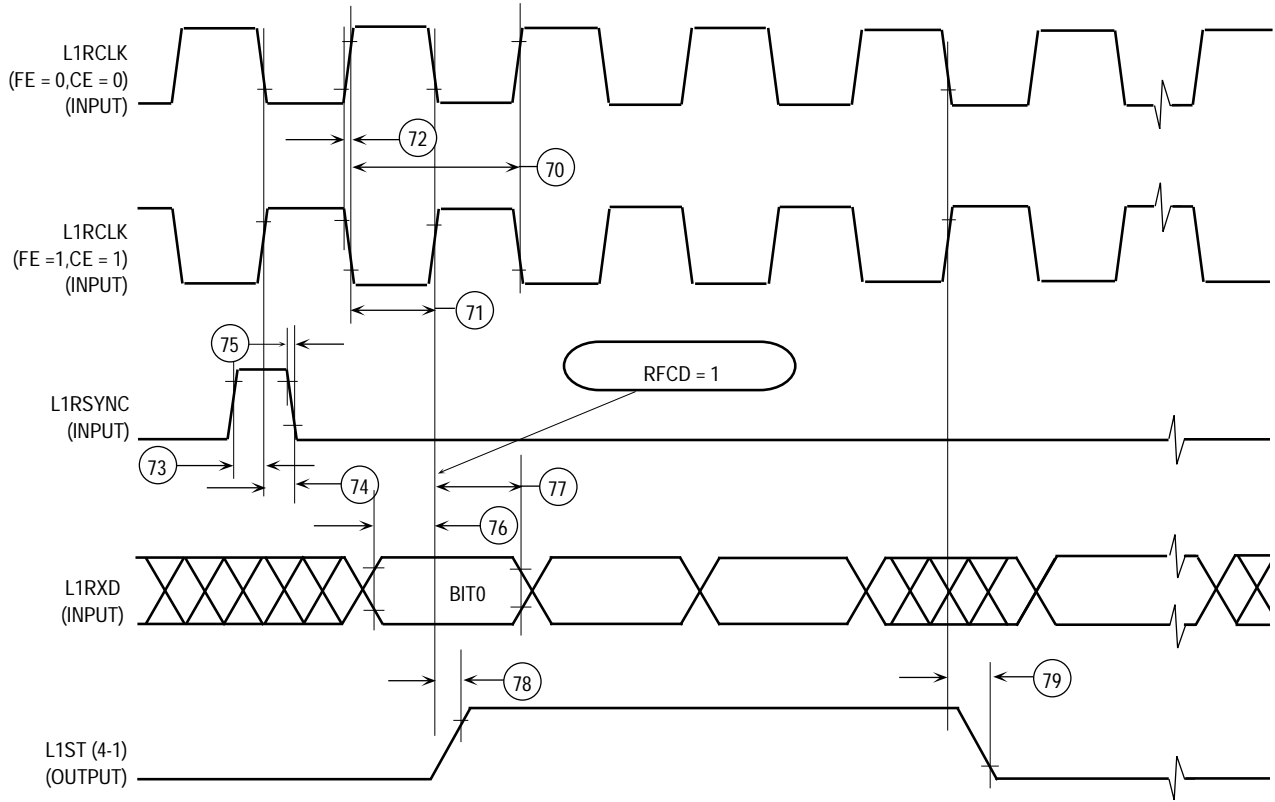 L1RCLK
(FE = 0,CE = 0)
(INPUT)
72
70
L1RCLK
(FE =1,CE = 1)
(INPUT)
71
75
RFCD = 1
L1RSYNC
(INPUT)
73
74
77
76
L1RXD
(INPUT)
BIT0
78
79
L1ST (4-1)
(OUTPUT)